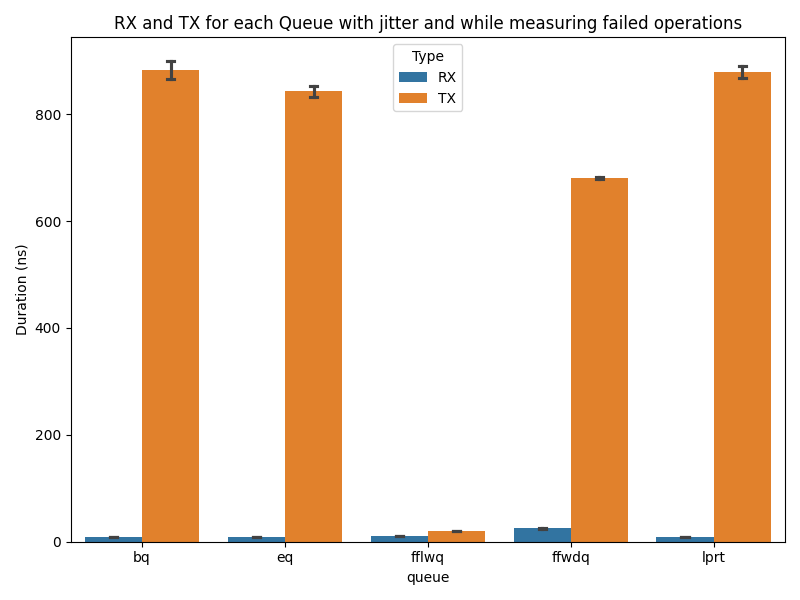 RX and TX for each Queue with jitter and while measuring failed operations
Type
RX
TX
Duration (ns)
800
600
400
200
0
bq eq fflwq ffwdq lprt
queue